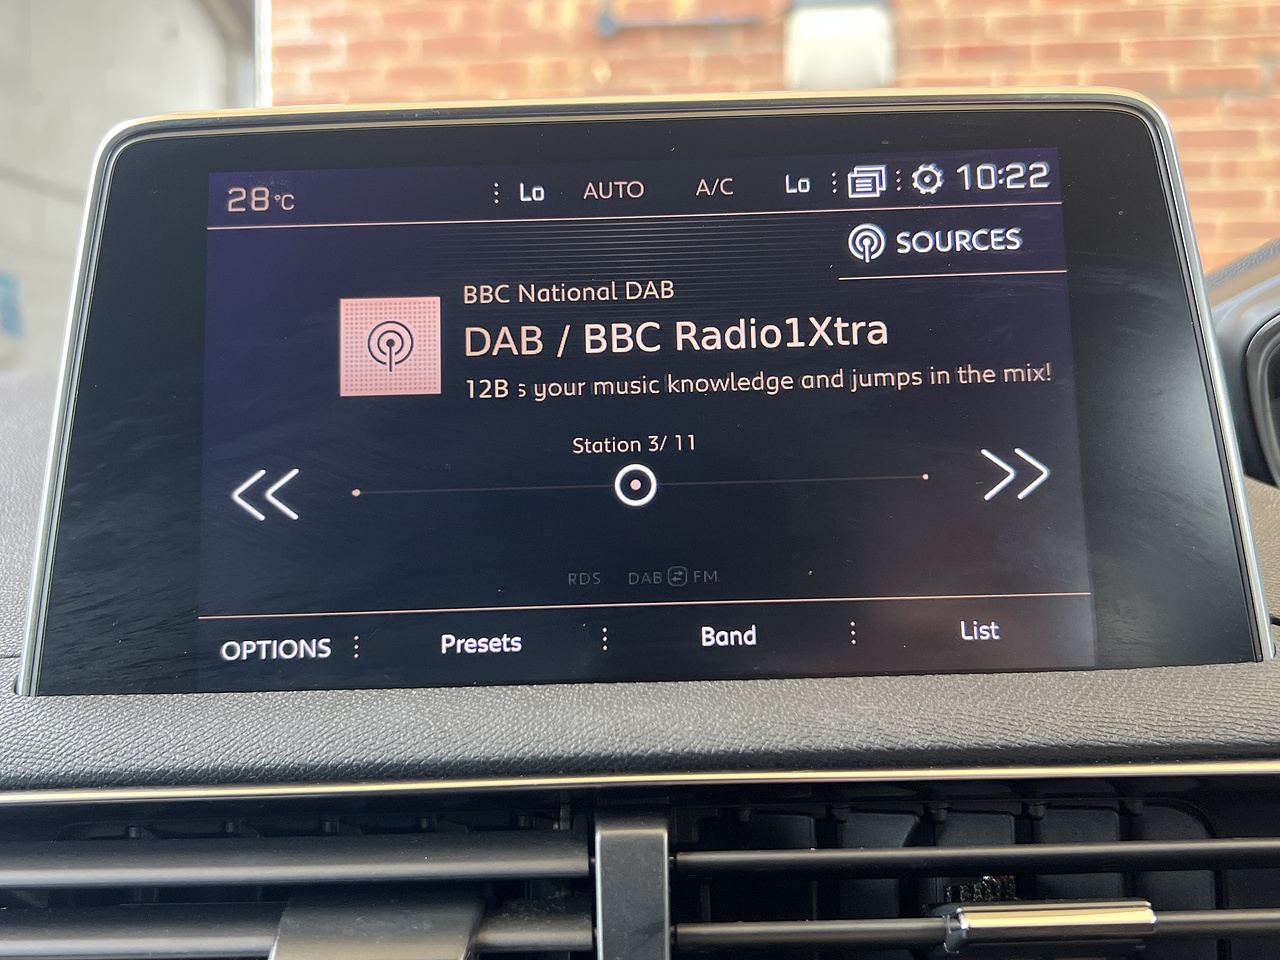 28°C Lo AUTO A/C Lo 10:22
SOURCES
BBC National DAB
DAB / BBC Radio1Xtra
12B s your music knowledge and jumps in the mix!
Station 3/ 11
RDS DAB FM
OPTIONS Presets Band List